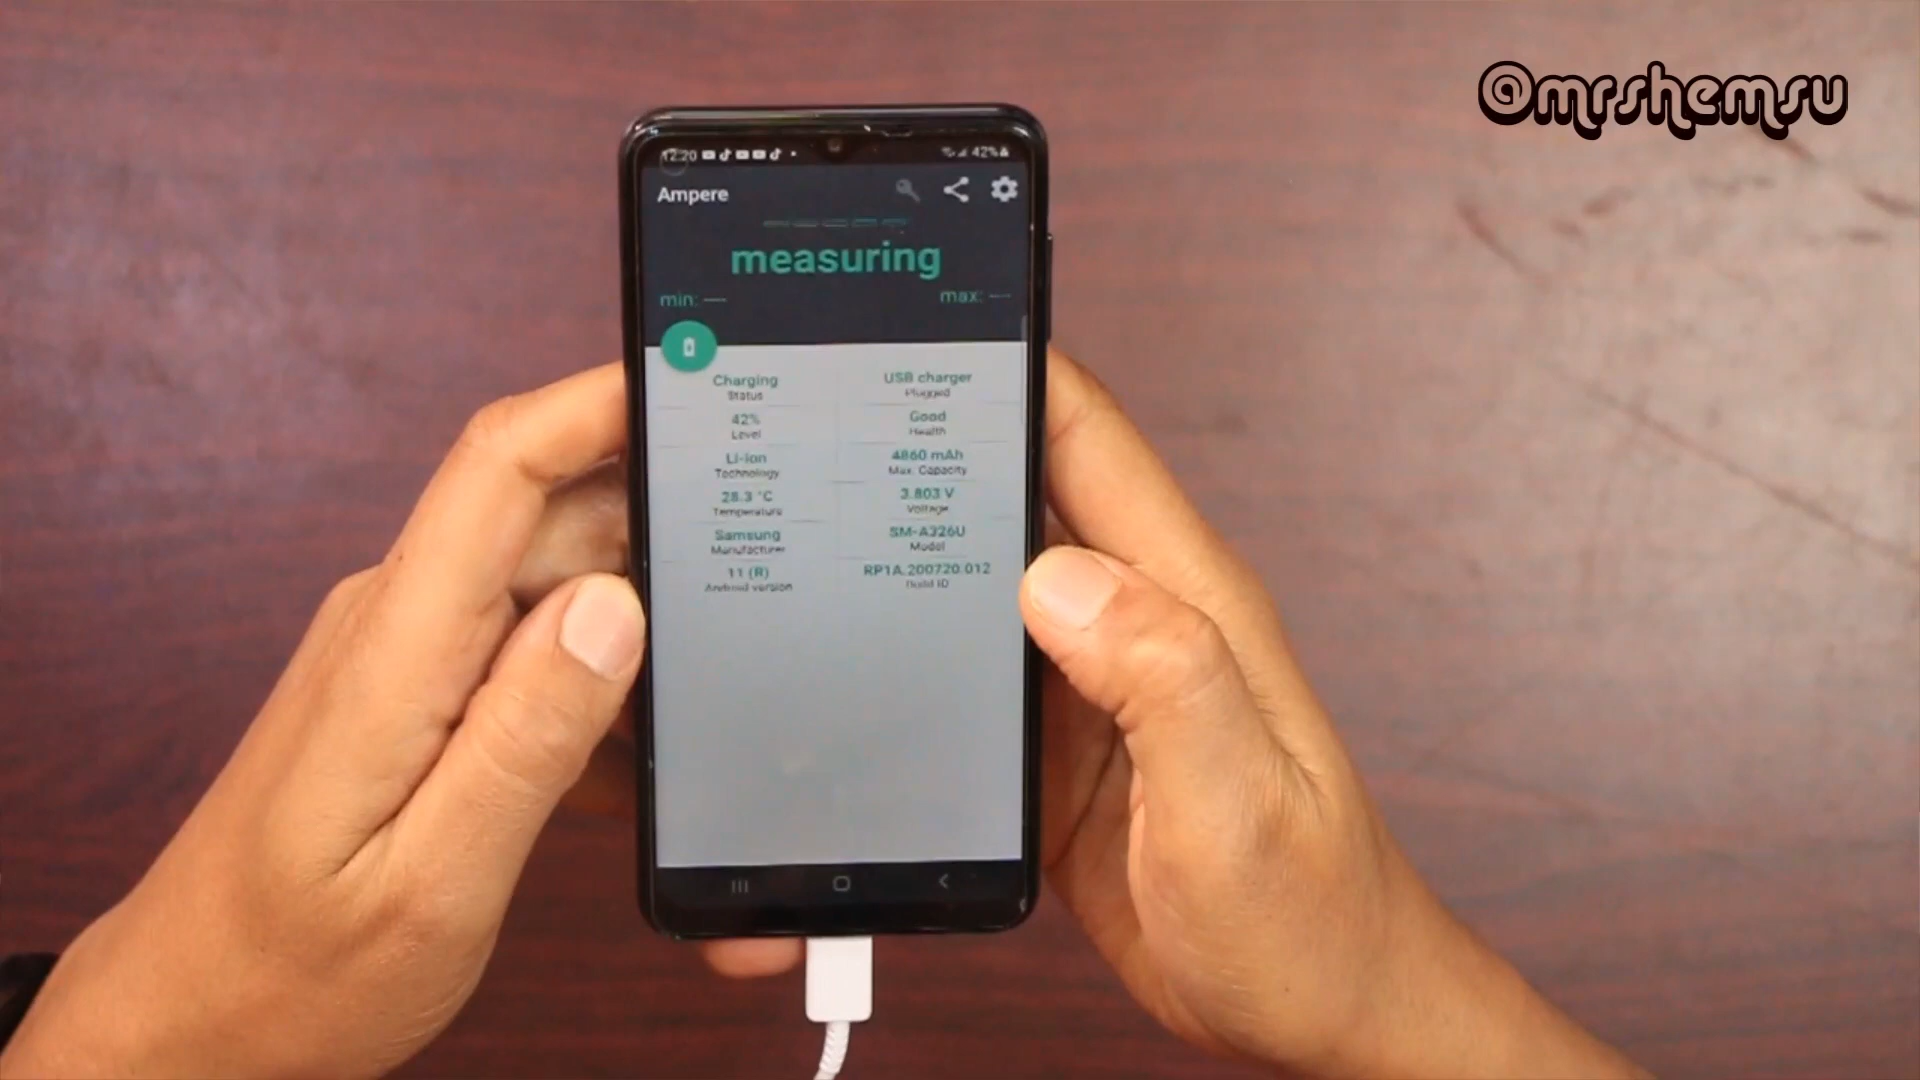 @mrshemsu
12:20
42%
Ampere
measuring
min: ---
max: ---
Charging
Status
USB charger
Plugged
42%
Level
Good
Health
Li-ion
Technology
4860 mAh
Max. Capacity
28.3 °C
Temperature
3.803 V
Voltage
Samsung
Manufacturer
SM-A326U
Model
11 (R)
Android version
RP1A.200720.012
Build ID